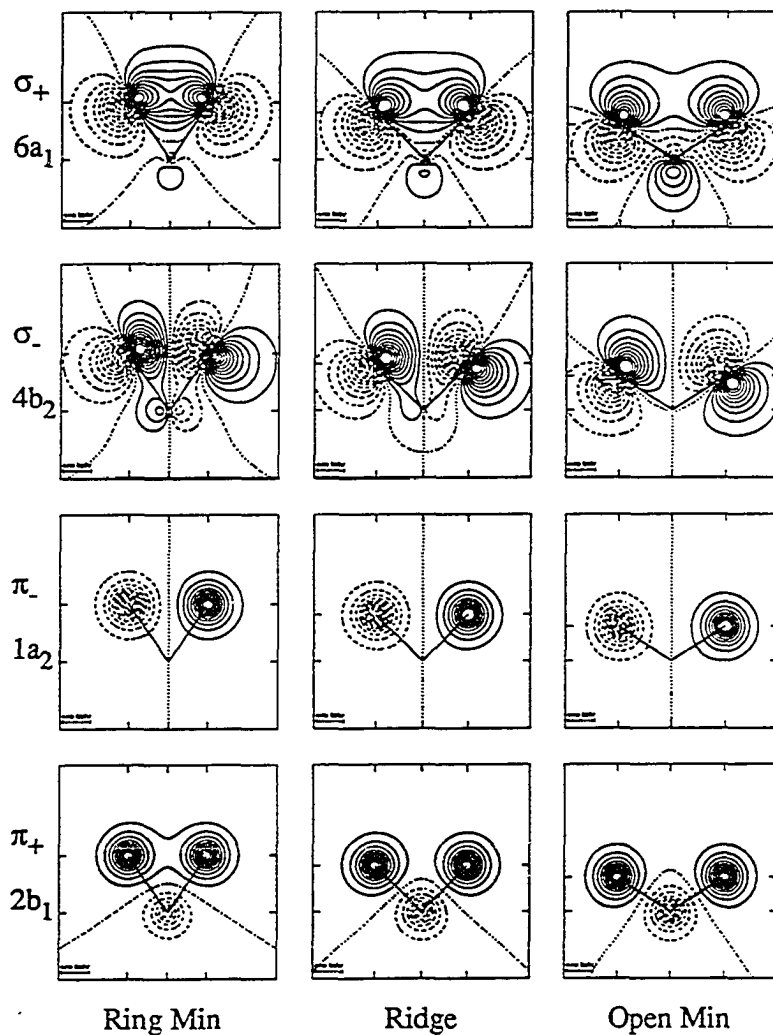 σ+
6a1
σ-
4b2
π-
1a2
π+
2b1
Ring Min
Ridge
Open Min